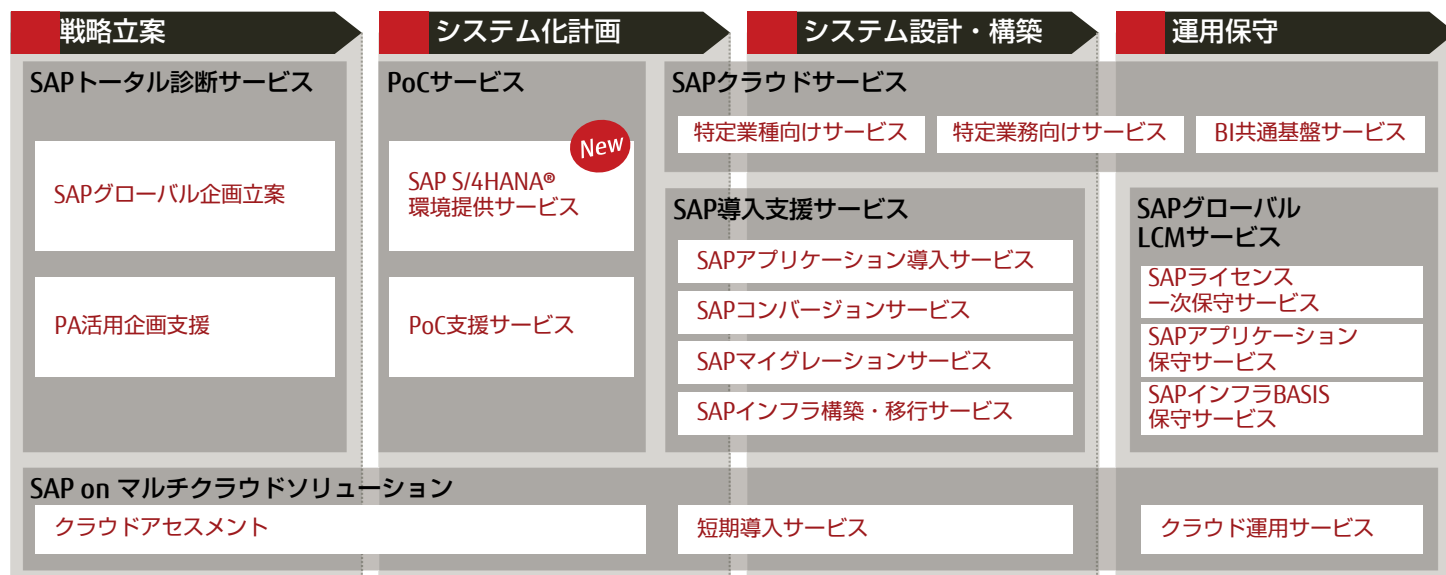 戦略立案
システム化計画
システム設計・構築
運用保守
SAPトータル診断サービス
SAPグローバル企画立案
PA活用企画支援
PoCサービス
New
SAP S/4HANA®
環境提供サービス
PoC支援サービス
SAPクラウドサービス
特定業種向けサービス
特定業務向けサービス
BI共通基盤サービス
SAP導入支援サービス
SAPアプリケーション導入サービス
SAPコンバージョンサービス
SAPマイグレーションサービス
SAPインフラ構築・移行サービス
SAPグローバル
LCMサービス
SAPライセンス
一次保守サービス
SAPアプリケーション
保守サービス
SAPインフラBASIS
保守サービス
SAP on マルチクラウドソリューション
クラウドアセスメント
短期導入サービス
クラウド運用サービス